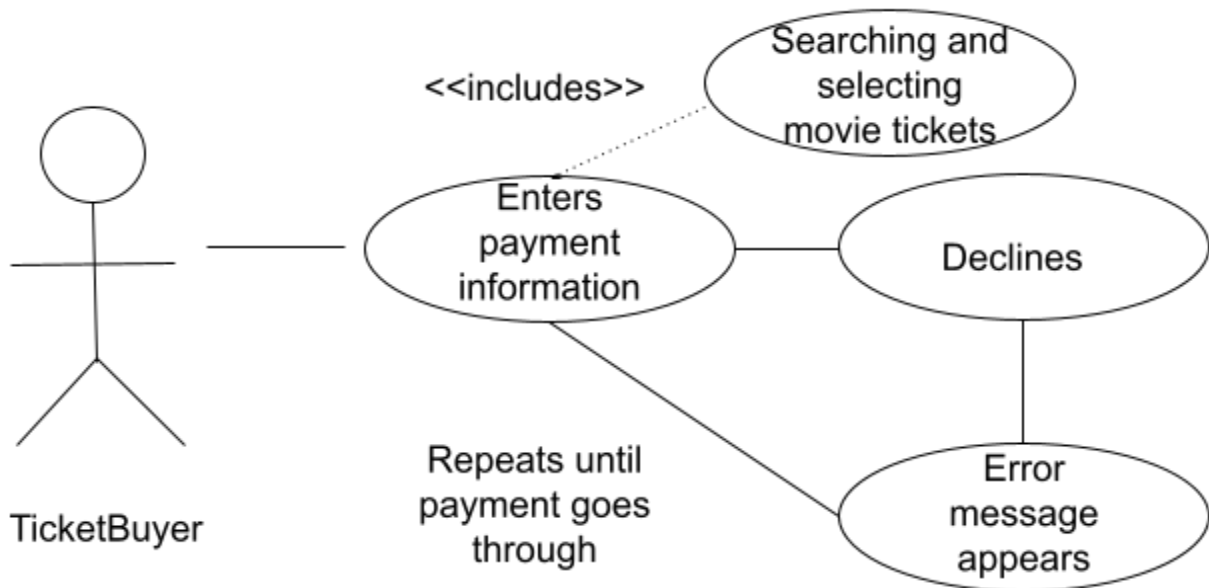 Searching and
selecting
movie tickets
<<includes>>
Enters
payment
information
Declines
Repeats until
payment goes
through
Error
message
appears
TicketBuyer